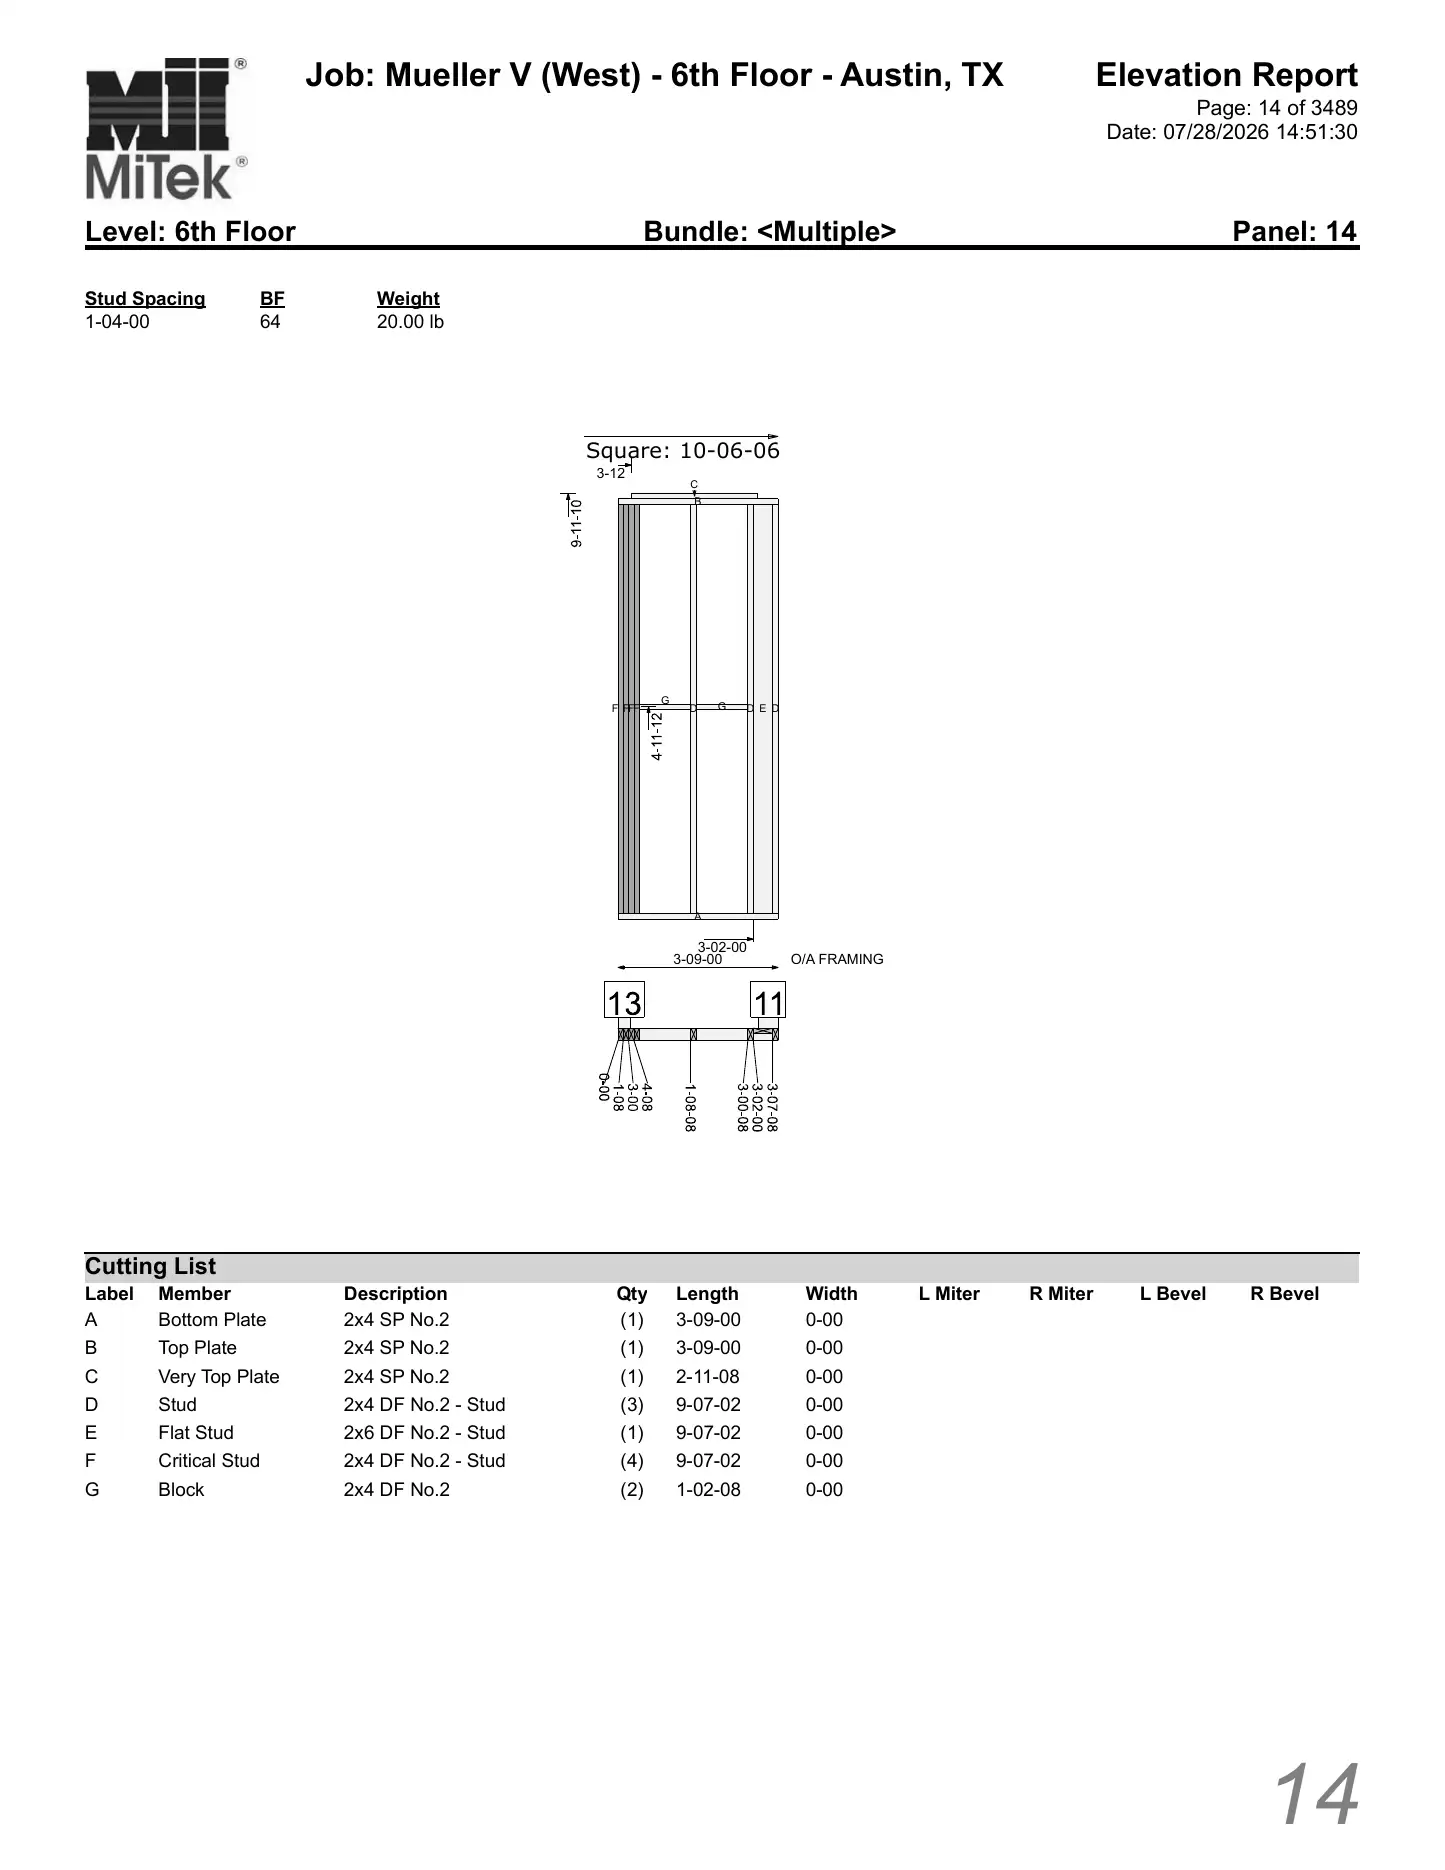 Job: Mueller V (West) - 6th Floor - Austin, TX
Elevation Report
Page: 14 of 3489
Date: 07/28/2026 14:51:30
MiTek®
Level: 6th Floor Bundle: <Multiple> Panel: 14
Stud Spacing BF Weight
1-04-00 64 20.00 lb
Square: 10-06-06
3-12
C
B
9-11-10
G
F F F F D G D E D
4-11-12
A
3-02-00
3-09-00 O/A FRAMING
13 11
0-00 1-08 3-00 4-08 1-08-08 3-00-08 3-02-00 3-07-08
Cutting List
Label Member Description Qty Length Width L Miter R Miter L Bevel R Bevel
A Bottom Plate 2x4 SP No.2 (1) 3-09-00 0-00
B Top Plate 2x4 SP No.2 (1) 3-09-00 0-00
C Very Top Plate 2x4 SP No.2 (1) 2-11-08 0-00
D Stud 2x4 DF No.2 - Stud (3) 9-07-02 0-00
E Flat Stud 2x6 DF No.2 - Stud (1) 9-07-02 0-00
F Critical Stud 2x4 DF No.2 - Stud (4) 9-07-02 0-00
G Block 2x4 DF No.2 (2) 1-02-08 0-00
14